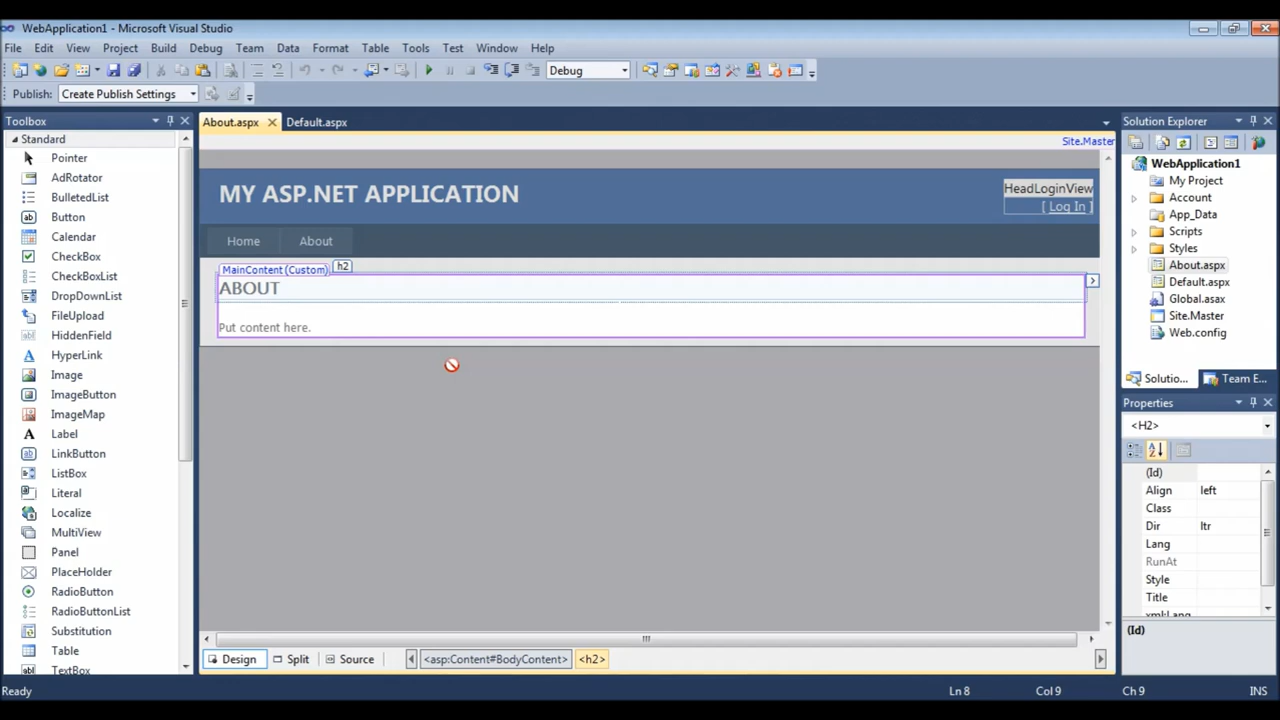 WebApplication1 - Microsoft Visual Studio
File Edit View Project Build Debug Team Data Format Table Tools Test Window Help
Debug
Publish: Create Publish Settings
Toolbox
Standard
Pointer
AdRotator
BulletedList
Button
Calendar
CheckBox
CheckBoxList
DropDownList
FileUpload
HiddenField
HyperLink
Image
ImageButton
ImageMap
Label
LinkButton
ListBox
Literal
Localize
MultiView
Panel
PlaceHolder
RadioButton
RadioButtonList
Substitution
Table
TextBox
About.aspx Default.aspx
Site.Master
MY ASP.NET APPLICATION
HeadLoginView
[ Log In ]
Home About
MainContent (Custom) h2
ABOUT
Put content here.
Design Split Source <asp:Content#BodyContent> <h2>
Solution Explorer
WebApplication1
My Project
Account
App_Data
Scripts
Styles
About.aspx
Default.aspx
Global.asax
Site.Master
Web.config
Solutio... Team E...
Properties
<H2>
(Id)
Align left
Class
Dir ltr
Lang
RunAt
Style
Title
xml:Lang
(Id)
Ready Ln 8 Col 9 Ch 9 INS